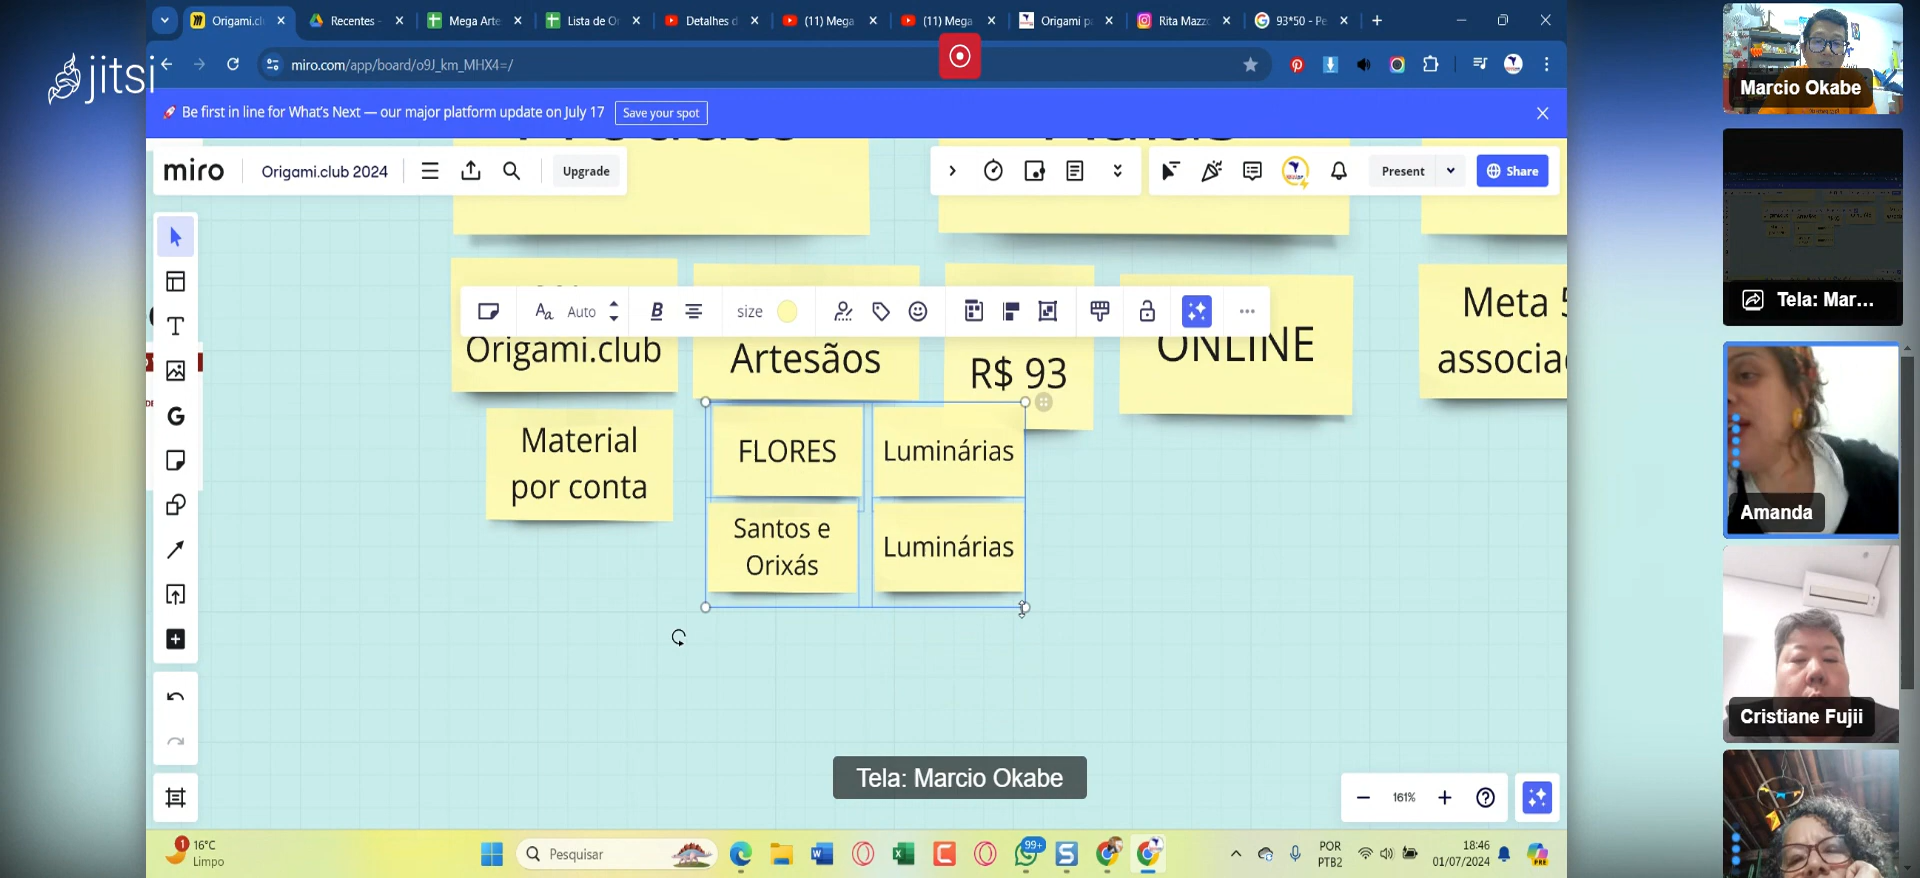 Origami.cl
Recentes -
Mega Arte
Lista de O
Detalhes d
(11) Mega
(11) Mega
Origami p
Rita Mazz
93*50 - Pe
jitsi
miro.com/app/board/o9J_km_MHX4=/
Marcio Okabe
Be first in line for What's Next — our major platform update on July 17
Save your spot
miro
Origami.club 2024
Upgrade
Present
Share
Auto
size
Origami.club
Artesãos
R$ 93
ONLINE
Meta 5
associa
Tela: Mar...
Material
por conta
FLORES
Luminárias
Santos e
Orixás
Luminárias
Amanda
Cristiane Fujii
Tela: Marcio Okabe
161%
1
16°C
Limpo
Pesquisar
99+
POR
PTB2
18:46
01/07/2024
PRE